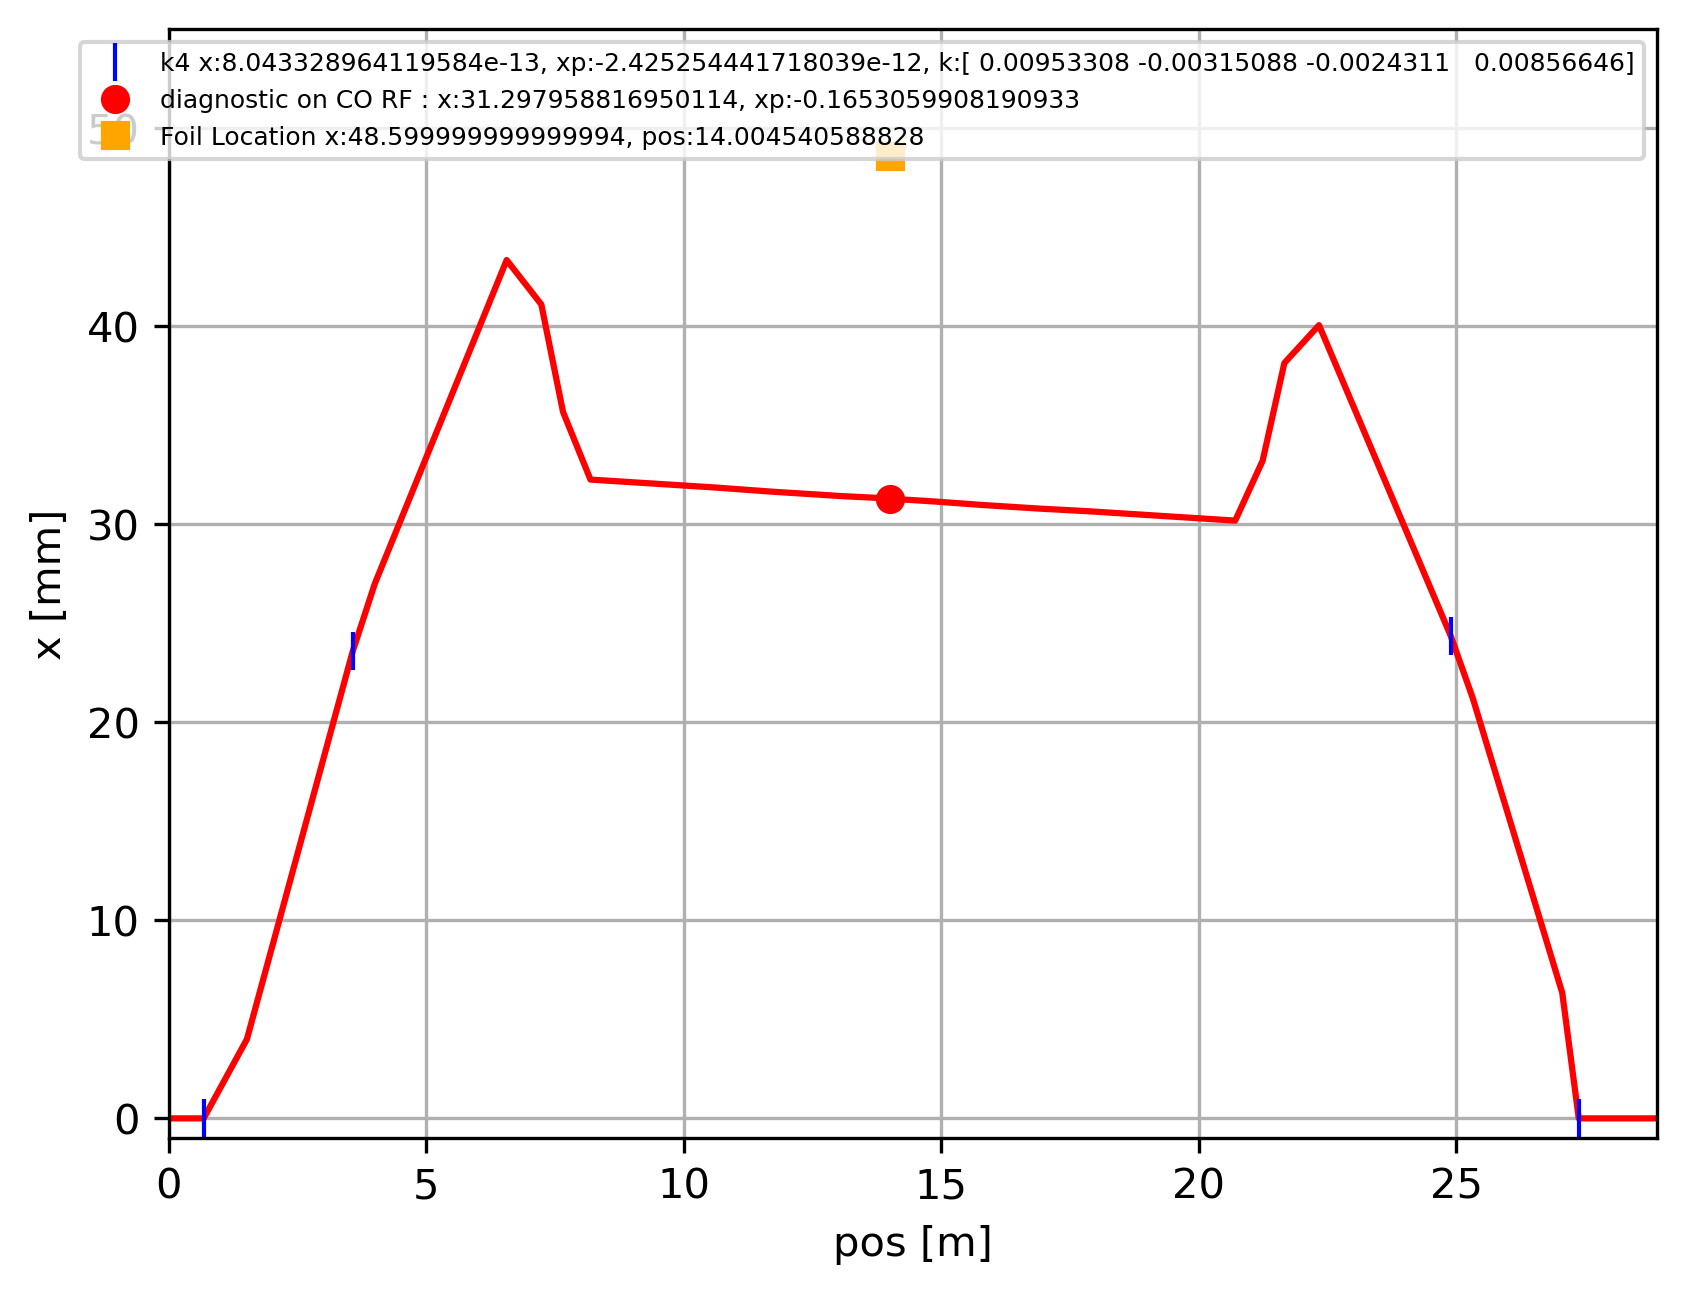 k4 x:8.043328964119584e-13, xp:-2.425254441718039e-12, k:[ 0.00953308 -0.00315088 -0.0024311   0.00856646]
diagnostic on CO RF : x:31.297958816950114, xp:-0.1653059908190933
Foil Location x:48.599999999999994, pos:14.004540588828
50
40
30
20
10
0
x [mm]
0 5 10 15 20 25
pos [m]